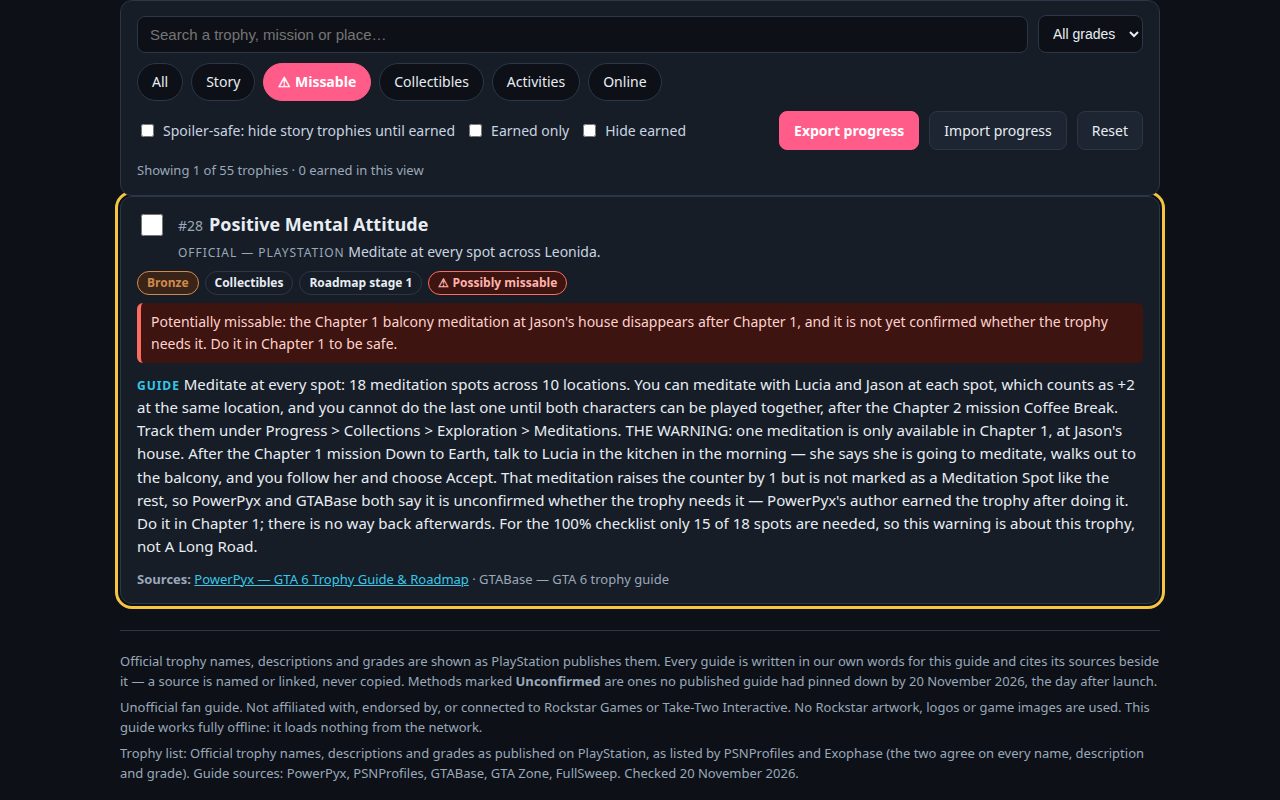 Search a trophy, mission or place…
All grades
All
Story
⚠ Missable
Collectibles
Activities
Online
Spoiler-safe: hide story trophies until earned
Earned only
Hide earned
Export progress
Import progress
Reset
Showing 1 of 55 trophies · 0 earned in this view
#28 Positive Mental Attitude
OFFICIAL — PLAYSTATION Meditate at every spot across Leonida.
Bronze
Collectibles
Roadmap stage 1
⚠ Possibly missable
Potentially missable: the Chapter 1 balcony meditation at Jason's house disappears after Chapter 1, and it is not yet confirmed whether the trophy
needs it. Do it in Chapter 1 to be safe.
GUIDE Meditate at every spot: 18 meditation spots across 10 locations. You can meditate with Lucia and Jason at each spot, which counts as +2
at the same location, and you cannot do the last one until both characters can be played together, after the Chapter 2 mission Coffee Break.
Track them under Progress > Collections > Exploration > Meditations. THE WARNING: one meditation is only available in Chapter 1, at Jason's
house. After the Chapter 1 mission Down to Earth, talk to Lucia in the kitchen in the morning — she says she is going to meditate, walks out to
the balcony, and you follow her and choose Accept. That meditation raises the counter by 1 but is not marked as a Meditation Spot like the
rest, so PowerPyx and GTABase both say it is unconfirmed whether the trophy needs it — PowerPyx's author earned the trophy after doing it.
Do it in Chapter 1; there is no way back afterwards. For the 100% checklist only 15 of 18 spots are needed, so this warning is about this trophy,
not A Long Road.
Sources: PowerPyx — GTA 6 Trophy Guide & Roadmap · GTABase — GTA 6 trophy guide
Official trophy names, descriptions and grades are shown as PlayStation publishes them. Every guide is written in our own words for this guide and cites its sources beside
it — a source is named or linked, never copied. Methods marked Unconfirmed are ones no published guide had pinned down by 20 November 2026, the day after launch.
Unofficial fan guide. Not affiliated with, endorsed by, or connected to Rockstar Games or Take-Two Interactive. No Rockstar artwork, logos or game images are used. This
guide works fully offline: it loads nothing from the network.
Trophy list: Official trophy names, descriptions and grades as published on PlayStation, as listed by PSNProfiles and Exophase (the two agree on every name, description
and grade). Guide sources: PowerPyx, PSNProfiles, GTABase, GTA Zone, FullSweep. Checked 20 November 2026.